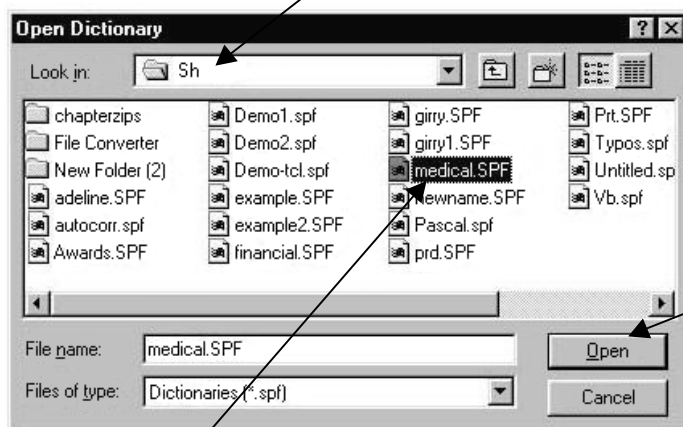 Open Dictionary
Look in: Sh
chapterzips Demo1.spf girry.SPF Prt.SPF
File Converter Demo2.spf girry1.SPF Typos.spf
New Folder (2) Demo-tcl.spf medical.SPF Untitled.sp
adeline.SPF example.SPF Newname.SPF Vb.spf
autocorr.spf example2.SPF Pascal.spf
Awards.SPF financial.SPF prd.SPF
File name: medical.SPF Open
Files of type: Dictionaries (*.spf) Cancel